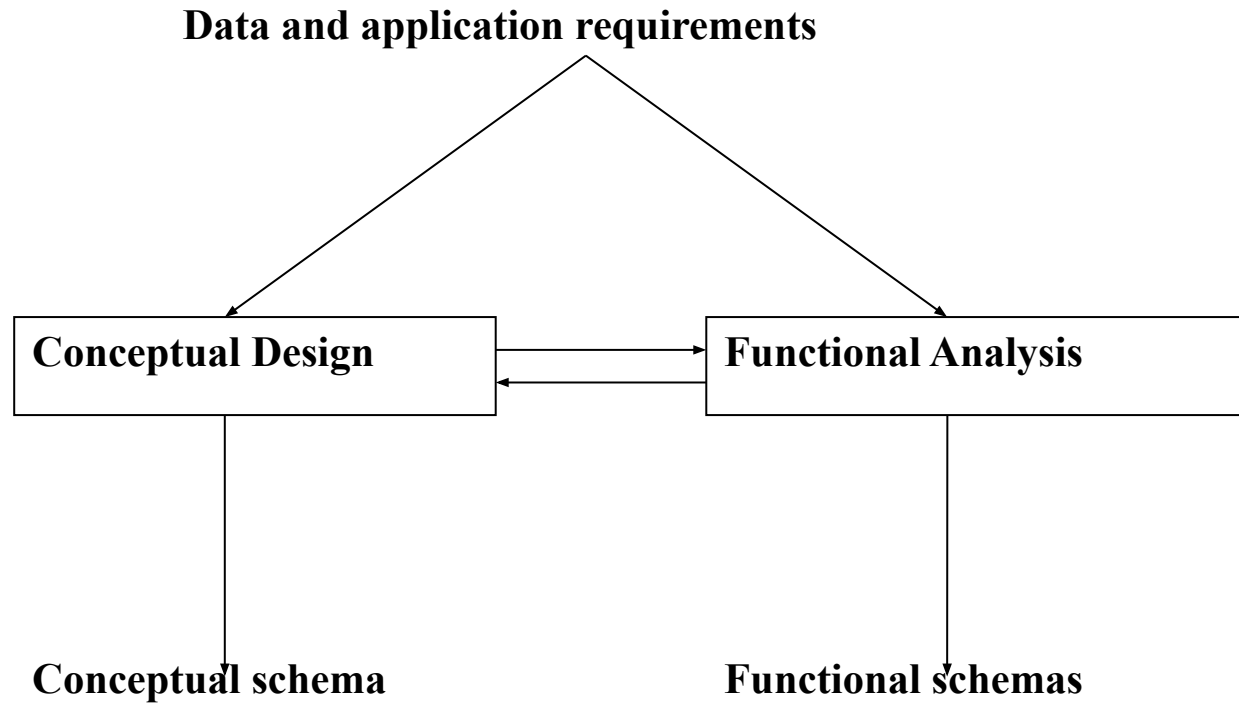 Data and application requirements
Conceptual Design
Functional Analysis
Conceptual schema
Functional schemas